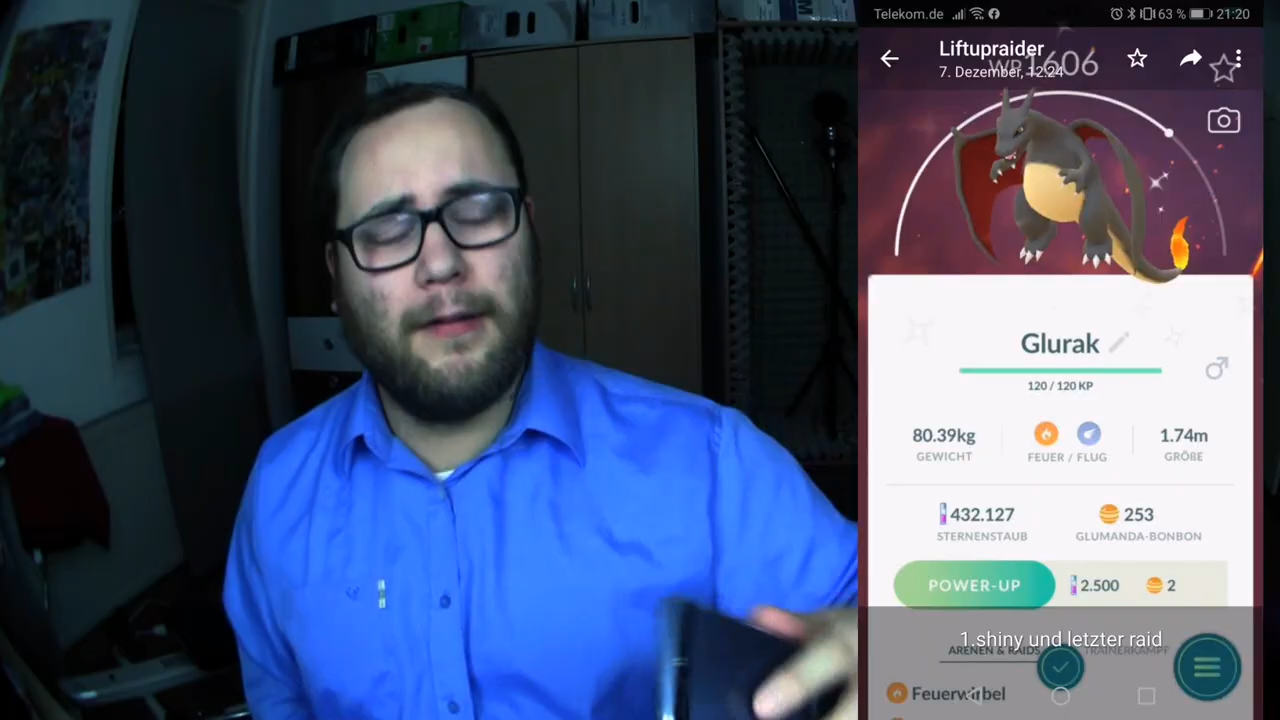 Telekom.de 63 % 21:20
Liftupraider
WP1606
7. Dezember, 12:24
Glurak
120 / 120 KP
80.39kg 1.74m
GEWICHT FEUER / FLUG GRÖßE
432.127 253
STERNENSTAUB GLUMANDA-BONBON
POWER-UP 2.500 2
1.shiny und letzter raid
ARENEN & RAIDS TRAINERKAMPF
Feuerwirbel